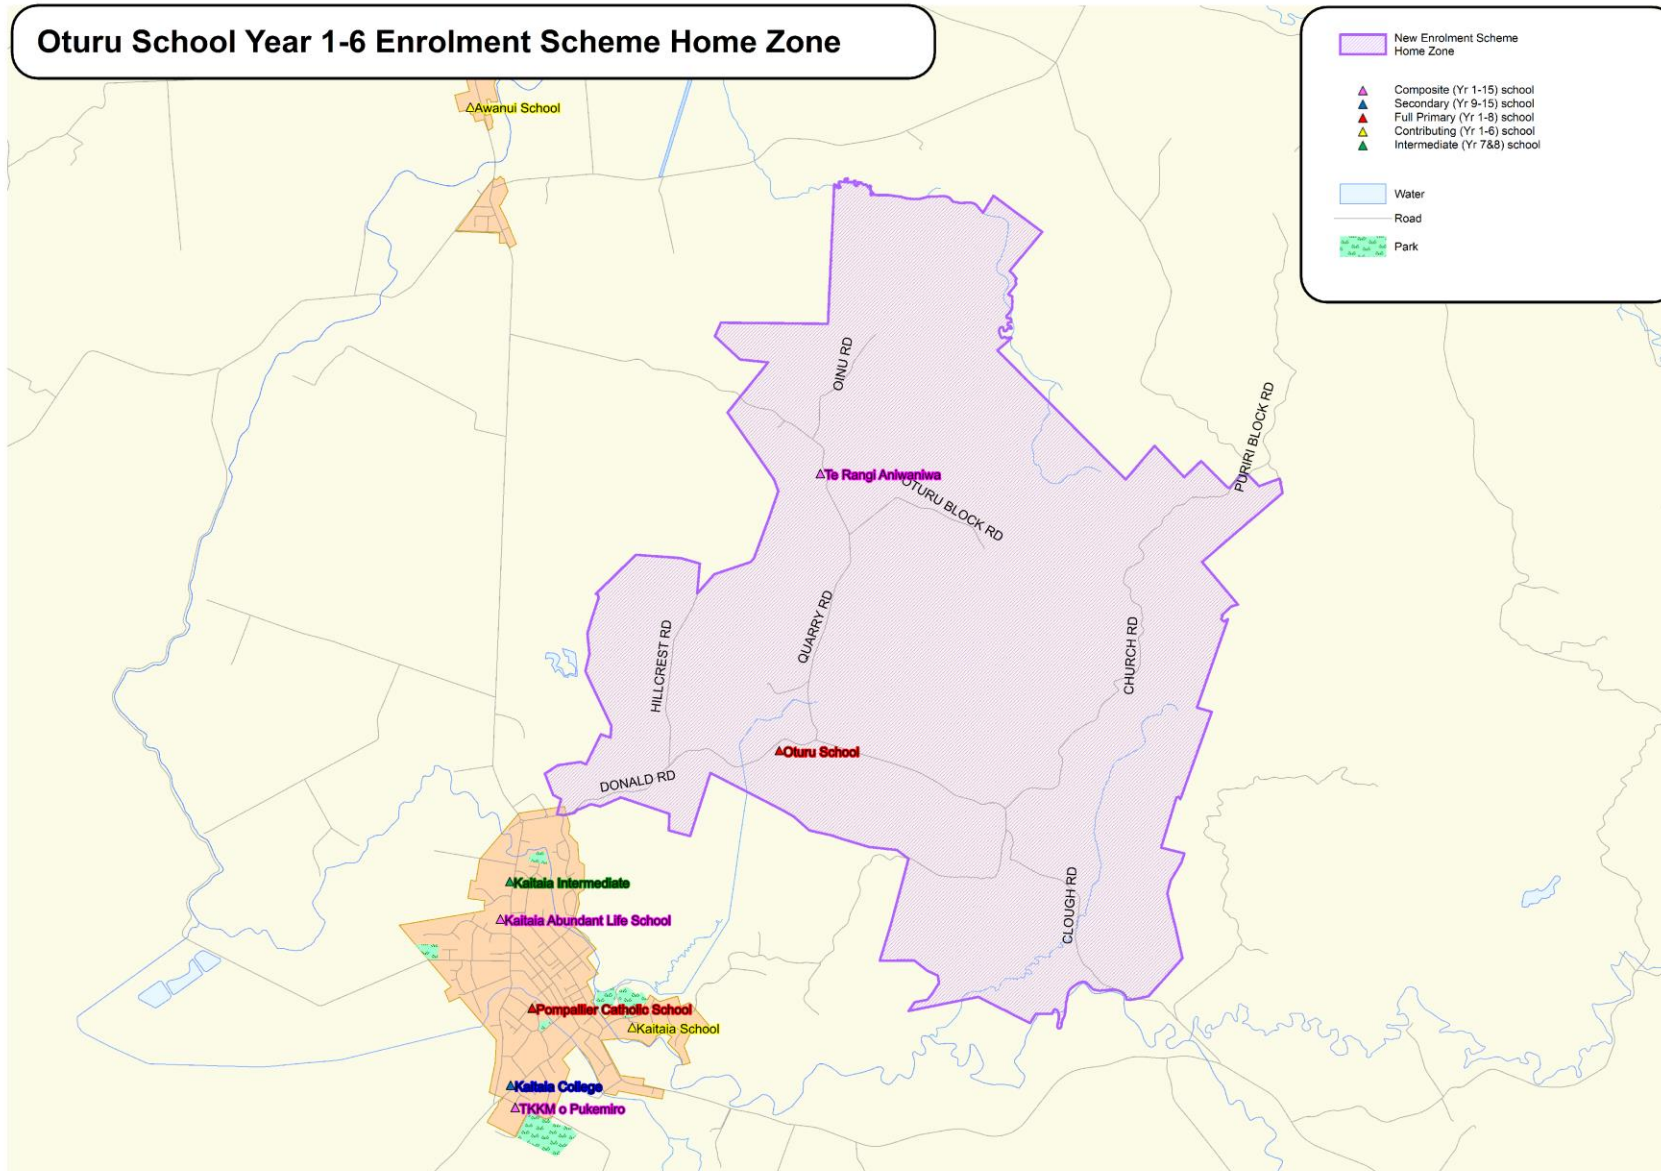 Oturu School Year 1-6 Enrolment Scheme Home Zone
New Enrolment Scheme
Home Zone
Composite (Yr 1-15) school
Secondary (Yr 9-15) school
Full Primary (Yr 1-8) school
Contributing (Yr 1-6) school
Intermediate (Yr 7&8) school
Water
Road
Park
Awanui School
OINU RD
PURIRI BLOCK RD
Te Rangi Aniwaniwa
OTURU BLOCK RD
QUARRY RD
HILLCREST RD
CHURCH RD
Oturu School
DONALD RD
Kaitaia Intermediate
Kaitaia Abundant Life School
CLOUGH RD
Pompallier Catholic School
Kaitaia School
Kaitaia College
TKKM o Pukemiro